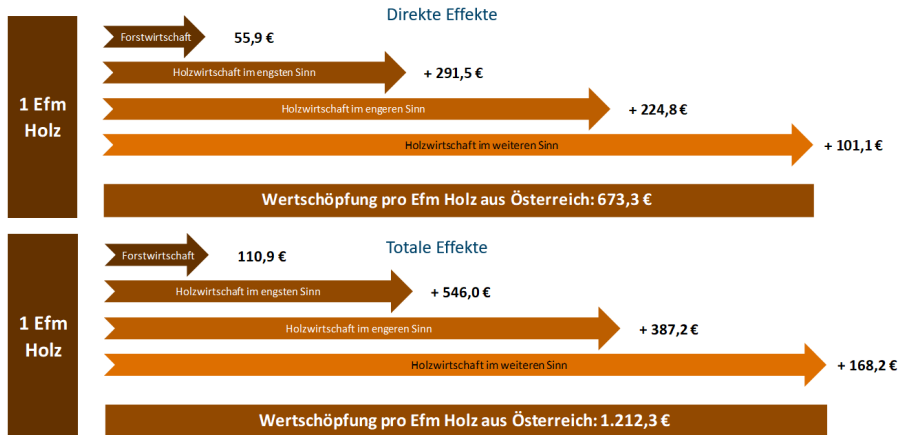 Direkte Effekte
1 Efm
Holz
Forstwirtschaft
55,9 €
Holzwirtschaft im engsten Sinn
+ 291,5 €
Holzwirtschaft im engeren Sinn
+ 224,8 €
Holzwirtschaft im weiteren Sinn
+ 101,1 €
Wertschöpfung pro Efm Holz aus Österreich: 673,3 €
Totale Effekte
1 Efm
Holz
Forstwirtschaft
110,9 €
Holzwirtschaft im engsten Sinn
+ 546,0 €
Holzwirtschaft im engeren Sinn
+ 387,2 €
Holzwirtschaft im weiteren Sinn
+ 168,2 €
Wertschöpfung pro Efm Holz aus Österreich: 1.212,3 €